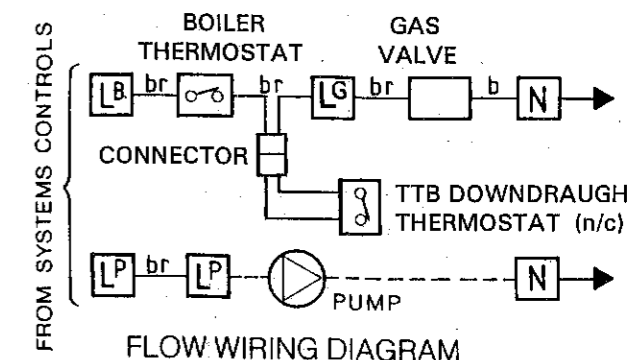 BOILER
THERMOSTAT
GAS
VALVE
FROM SYSTEMS CONTROLS
LB br br LG br b N
CONNECTOR
TTB DOWNDRAUGH
THERMOSTAT (n/c)
LP br LP N
PUMP
FLOW WIRING DIAGRAM